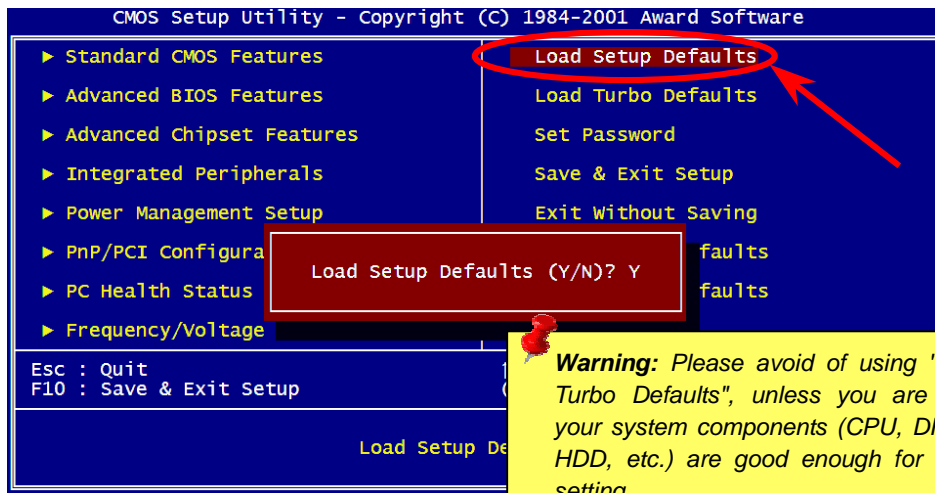 CMOS Setup Utility - Copyright (C) 1984-2001 Award Software
▶ Standard CMOS Features
▶ Advanced BIOS Features
▶ Advanced Chipset Features
▶ Integrated Peripherals
▶ Power Management Setup
▶ PnP/PCI Configura
▶ PC Health Status
▶ Frequency/Voltage
Load Setup Defaults
Load Turbo Defaults
Set Password
Save & Exit Setup
Exit Without Saving
faults
faults
Load Setup Defaults (Y/N)? Y
Esc : Quit
F10 : Save & Exit Setup
(
Load Setup De
Warning: Please avoid of using "
Turbo Defaults", unless you are
your system components (CPU, DI
HDD, etc.) are good enough for
setting.